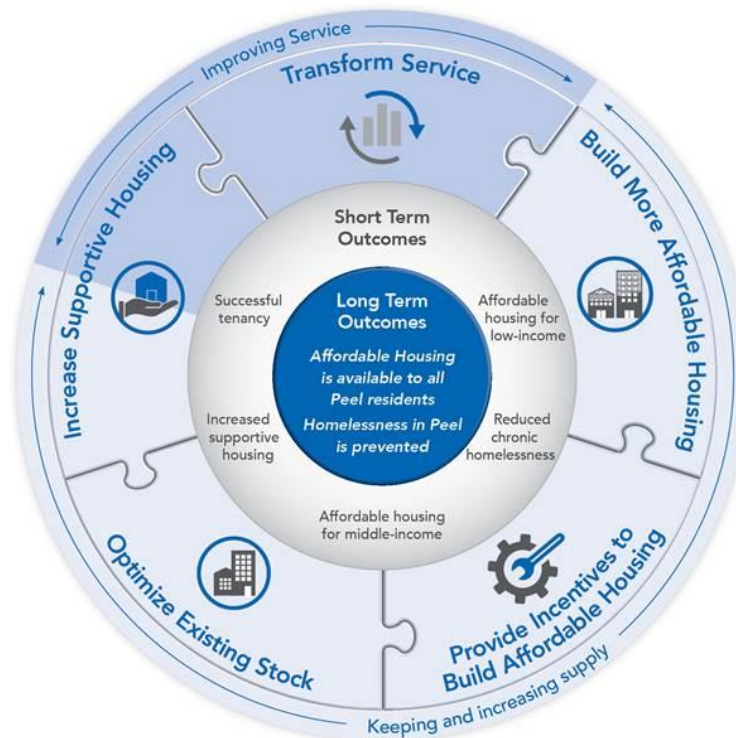 Improving Service
Transform Service
Build More Affordable Housing
Provide Incentives to
Build Affordable Housing
Keeping and increasing supply
Optimize Existing Stock
Increase Supportive Housing
Short Term
Outcomes
Successful
tenancy
Affordable
housing for
low-income
Increased
supportive
housing
Reduced
chronic
homelessness
Affordable housing
for middle-income
Long Term
Outcomes
Affordable Housing
is available to all
Peel residents
Homelessness in Peel
is prevented